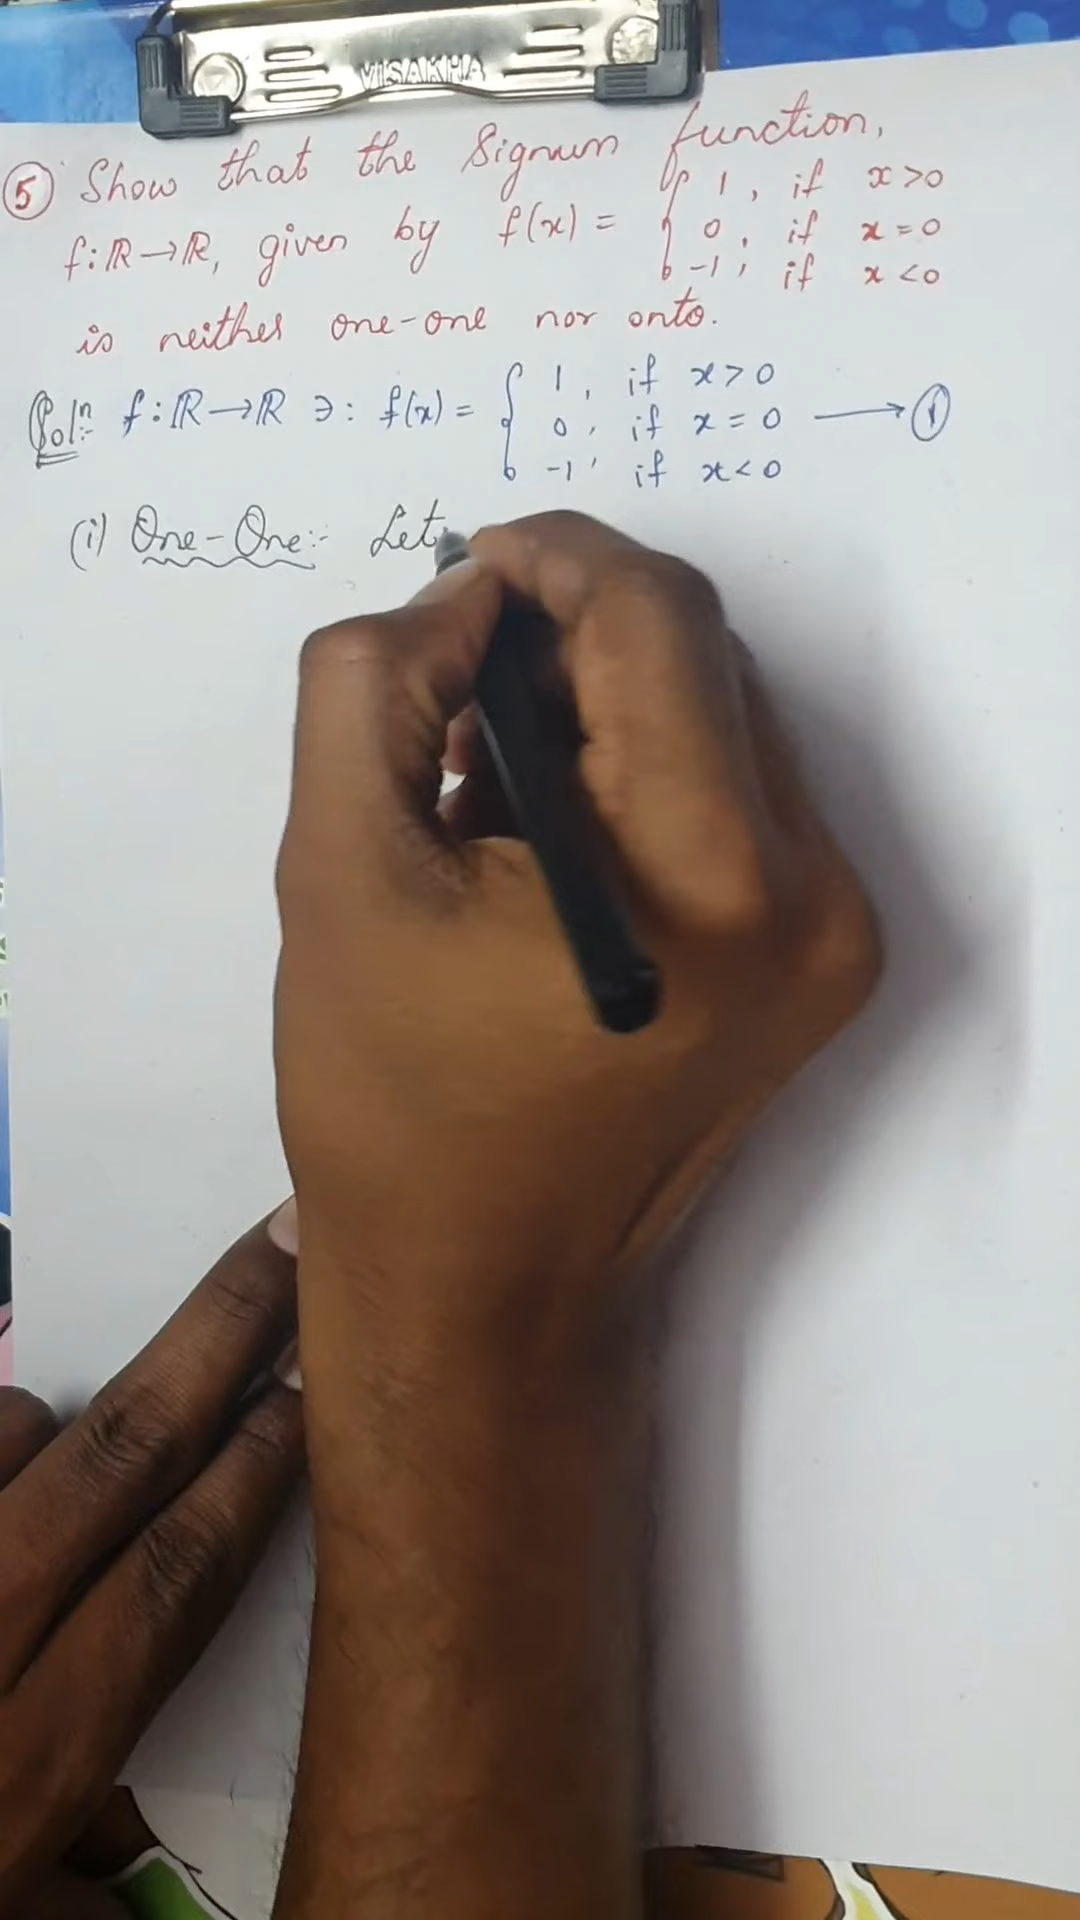 VISAKHA
⑤ Show that the Signum function,
f:ℝ→ℝ, given by f(x) = { 1, if x>0
0, if x=0
-1, if x<0
is neither one-one nor onto.
Solⁿ:- f:ℝ→ℝ ∋: f(x) = { 1, if x>0
0, if x=0 ⟶ ①
-1, if x<0
(i) One-One:- Let